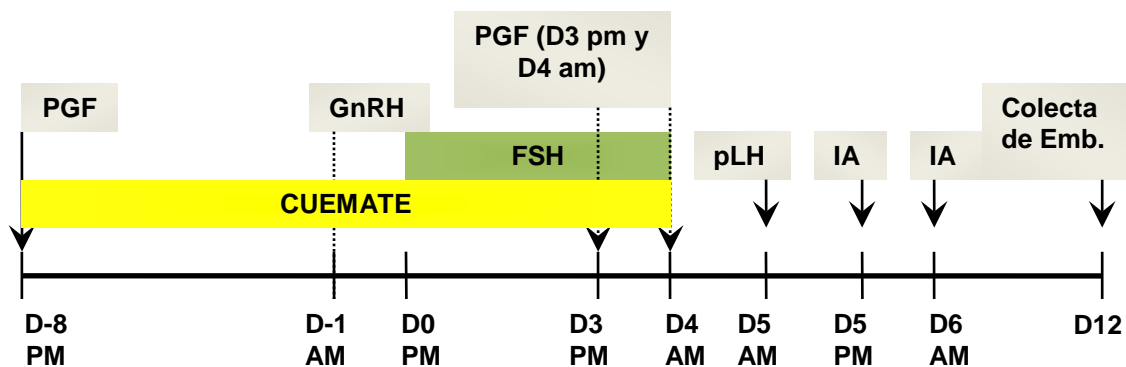 PGF (D3 pm y
D4 am)
PGF
GnRH
Colecta
de Emb.
FSH
pLH
IA
IA
CUEMATE
D-8
PM
D-1
AM
D0
PM
D3
PM
D4
AM
D5
AM
D5
PM
D6
AM
D12